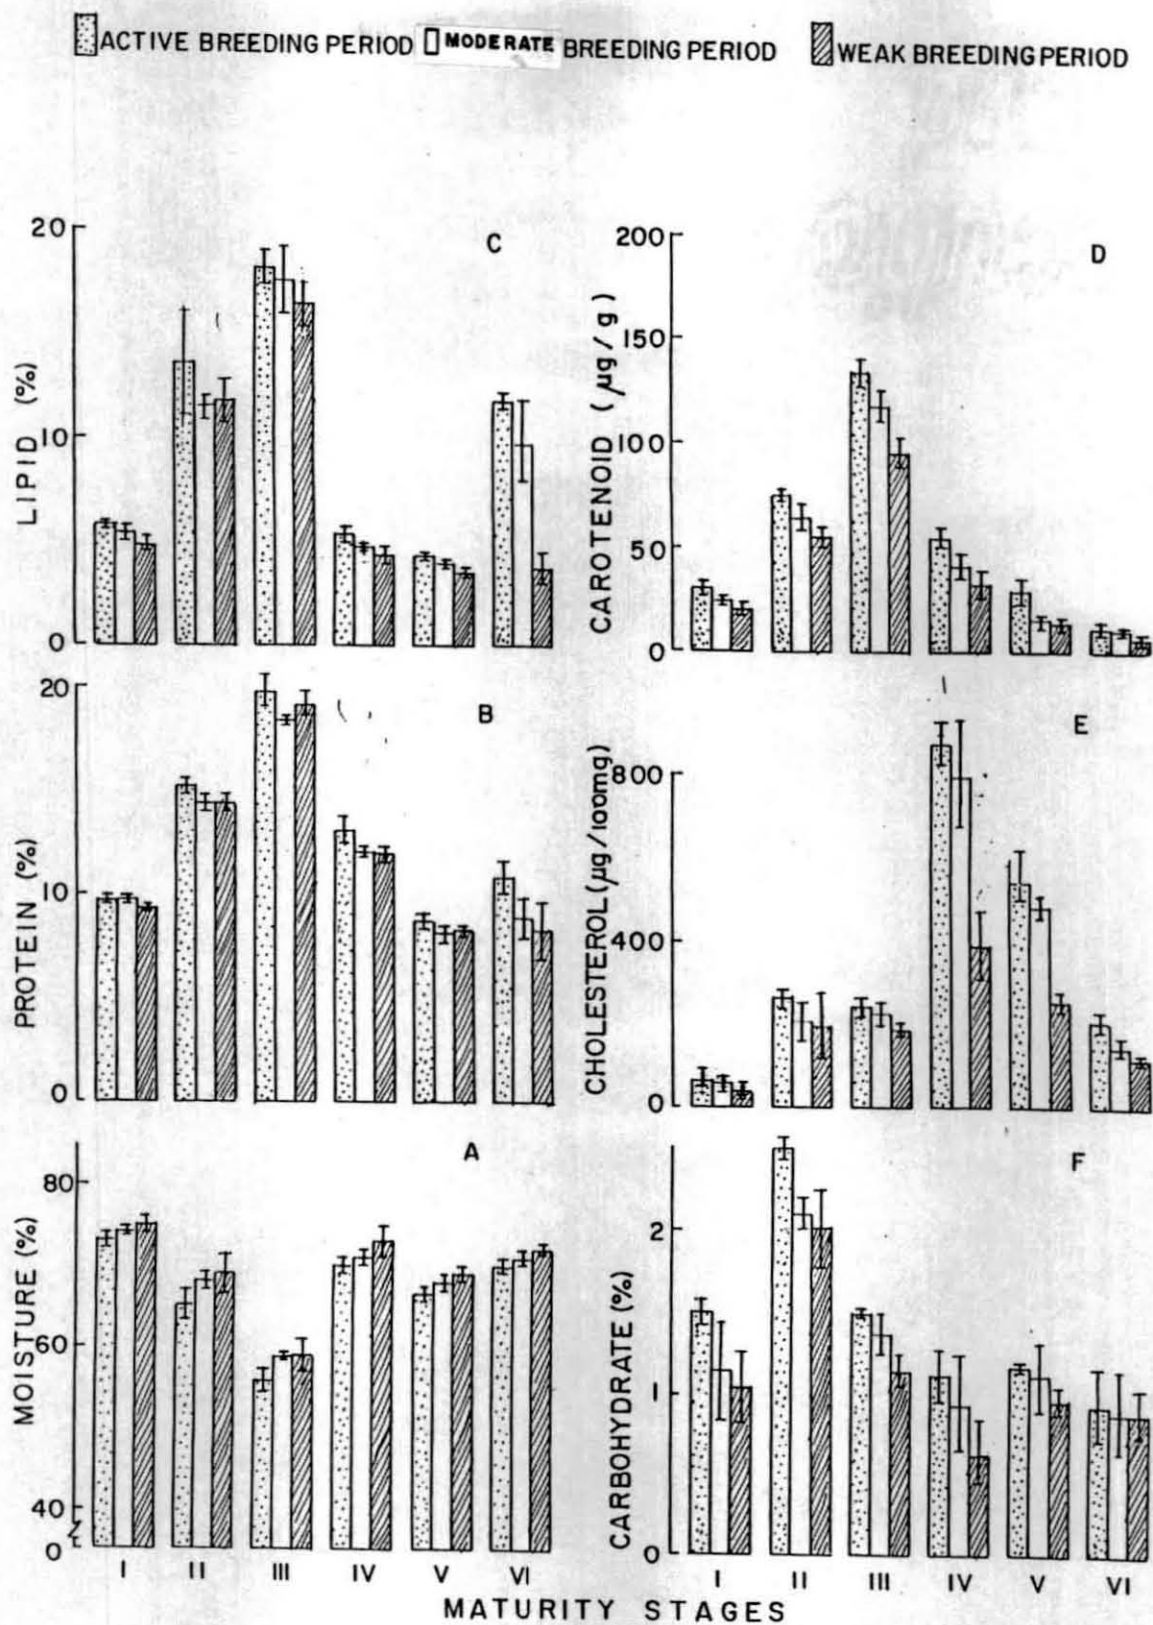 ACTIVE BREEDING PERIOD MODERATE BREEDING PERIOD WEAK BREEDING PERIOD
C
LIPID (%)
20
10
0
D
CAROTENOID (µg/g)
200
150
100
50
0
B
PROTEIN (%)
20
10
0
E
CHOLESTEROL (µg/100mg)
800
400
0
A
MOISTURE (%)
80
60
40
0
F
CARBOHYDRATE (%)
2
1
0
I II III IV V VI
I II III IV V VI
MATURITY STAGES